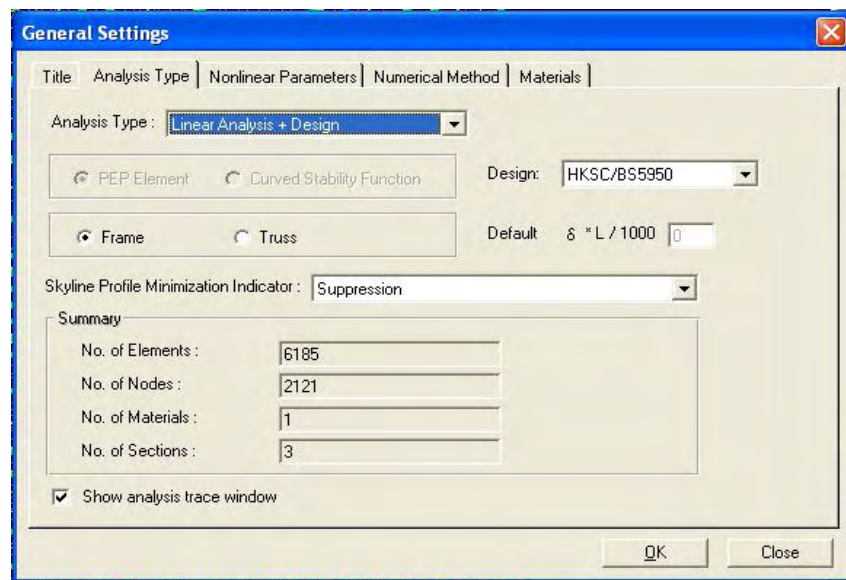 General Settings
Title Analysis Type Nonlinear Parameters Numerical Method Materials
Analysis Type : Linear Analysis + Design
PEP Element Curved Stability Function Design: HKSC/BS5950
Frame Truss Default δ * L / 1000 0
Skyline Profile Minimization Indicator : Suppression
Summary
No. of Elements : 6185
No. of Nodes : 2121
No. of Materials : 1
No. of Sections : 3
Show analysis trace window
OK Close